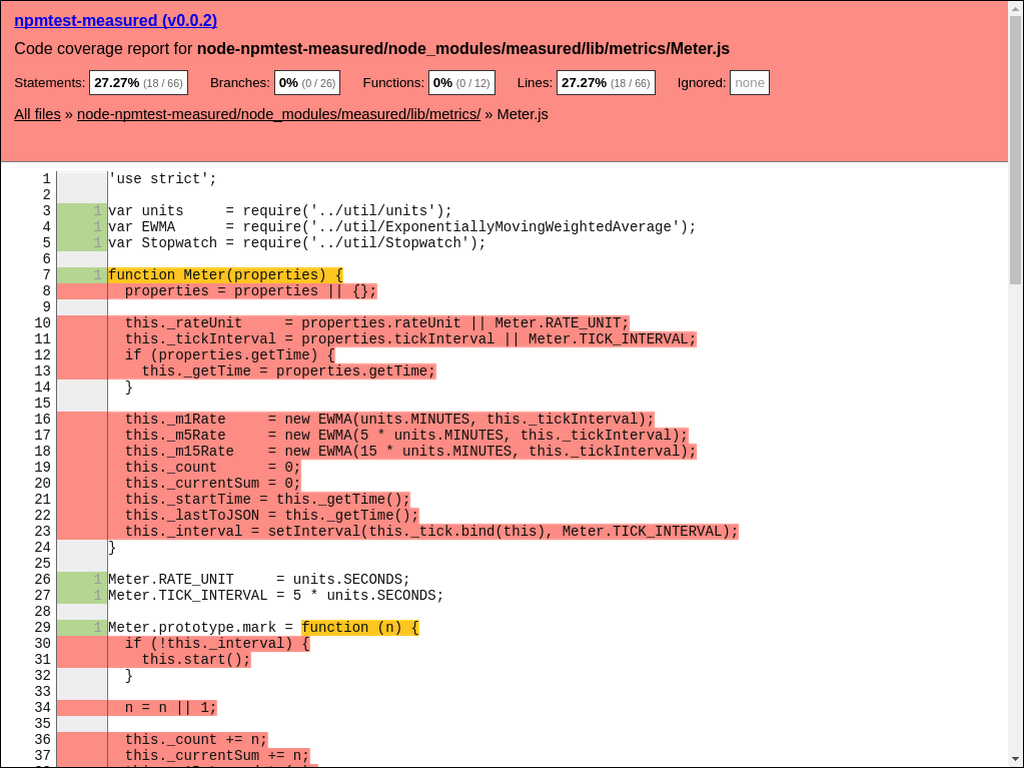 npmtest-measured (v0.0.2)
Code coverage report for node-npmtest-measured/node_modules/measured/lib/metrics/Meter.js
Statements: 27.27% (18 / 66) Branches: 0% (0 / 26) Functions: 0% (0 / 12) Lines: 27.27% (18 / 66) Ignored: none
All files » node-npmtest-measured/node_modules/measured/lib/metrics/ » Meter.js
1 'use strict';
2
3 1 var units     = require('../util/units');
4 1 var EWMA      = require('../util/ExponentiallyMovingWeightedAverage');
5 1 var Stopwatch = require('../util/Stopwatch');
6
7 1 function Meter(properties) {
8   properties = properties || {};
9
10   this._rateUnit     = properties.rateUnit || Meter.RATE_UNIT;
11   this._tickInterval = properties.tickInterval || Meter.TICK_INTERVAL;
12   if (properties.getTime) {
13     this._getTime = properties.getTime;
14   }
15
16   this._m1Rate     = new EWMA(units.MINUTES, this._tickInterval);
17   this._m5Rate     = new EWMA(5 * units.MINUTES, this._tickInterval);
18   this._m15Rate    = new EWMA(15 * units.MINUTES, this._tickInterval);
19   this._count      = 0;
20   this._currentSum = 0;
21   this._startTime = this._getTime();
22   this._lastToJSON = this._getTime();
23   this._interval = setInterval(this._tick.bind(this), Meter.TICK_INTERVAL);
24 }
25
26 1 Meter.RATE_UNIT     = units.SECONDS;
27 1 Meter.TICK_INTERVAL = 5 * units.SECONDS;
28
29 1 Meter.prototype.mark = function (n) {
30   if (!this._interval) {
31     this.start();
32   }
33
34   n = n || 1;
35
36   this._count += n;
37   this._currentSum += n;